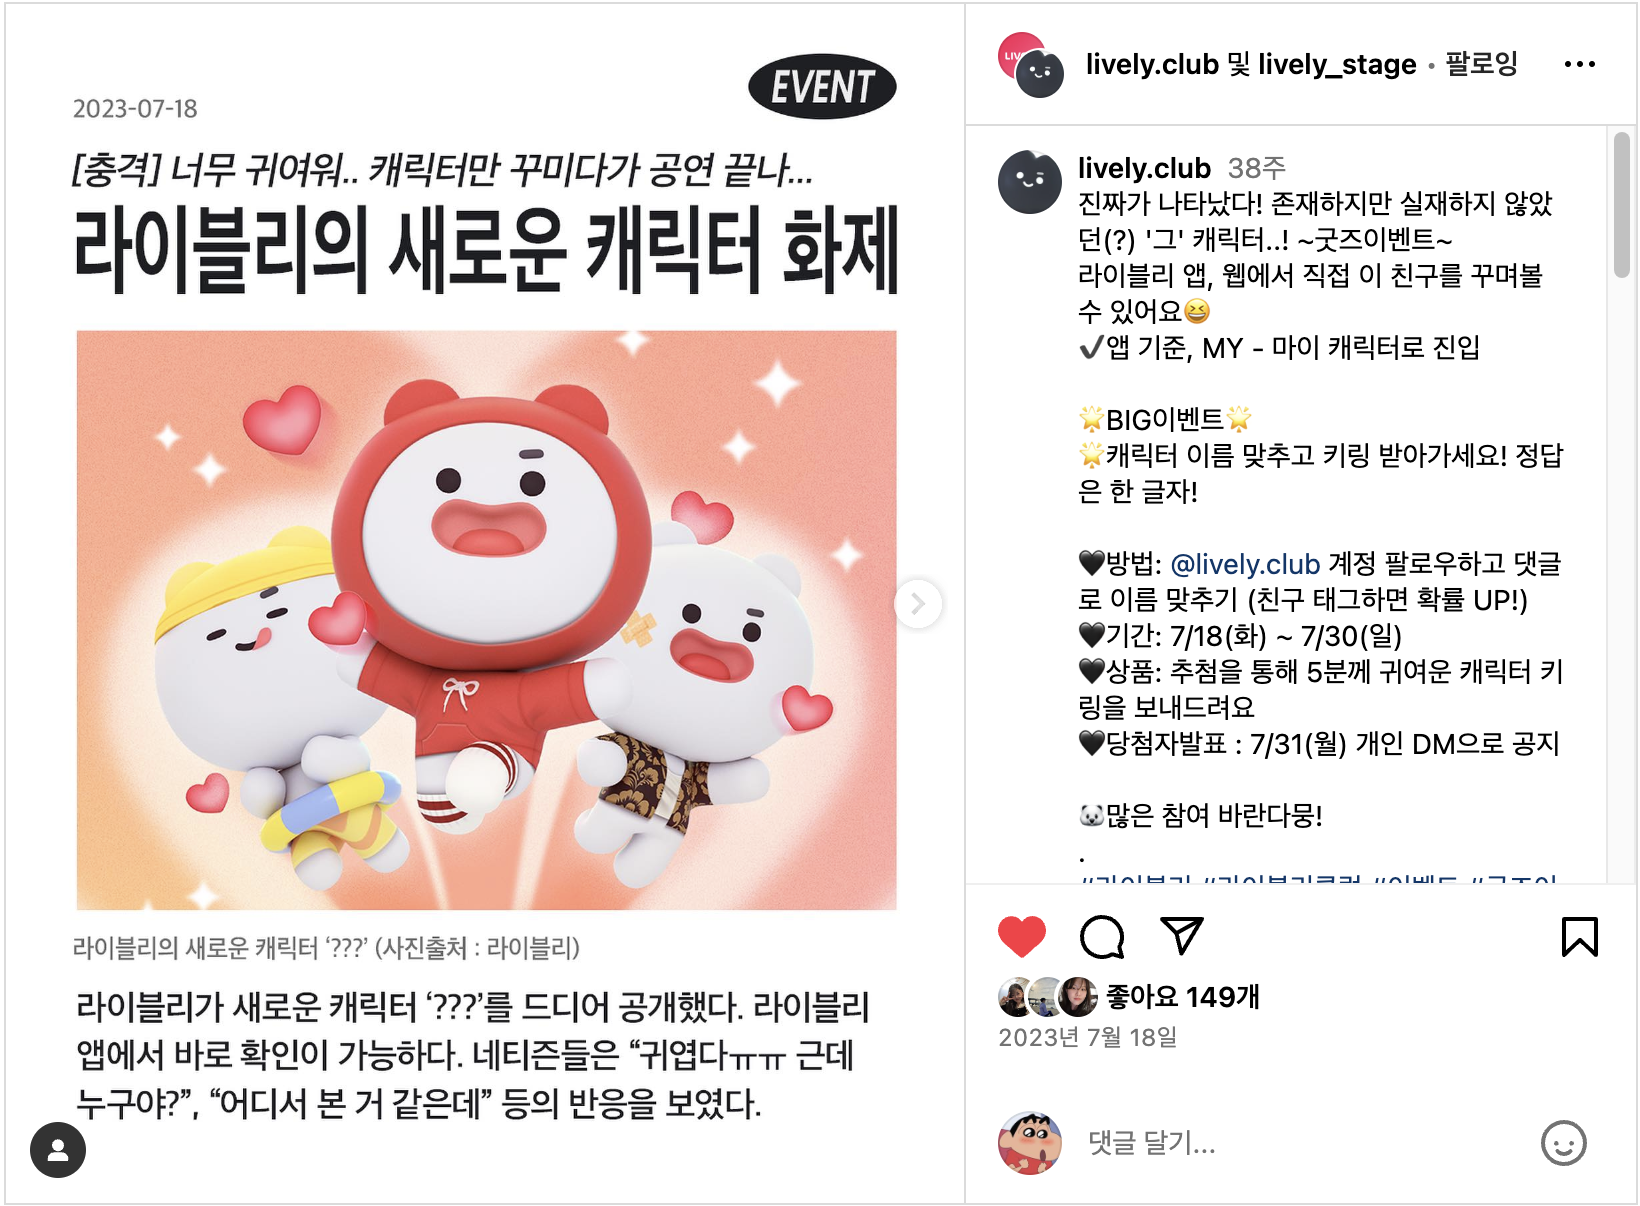 2023-07-18
EVENT
[충격] 너무 귀여워.. 캐릭터만 꾸미다가 공연 끝나...
라이블리의 새로운 캐릭터 화제
라이블리의 새로운 캐릭터 ‘???’ (사진출처 : 라이블리)
라이블리가 새로운 캐릭터 ‘???’를 드디어 공개했다. 라이블리
앱에서 바로 확인이 가능하다. 네티즌들은 “귀엽다ㅠㅠ 근데
누구야?”, “어디서 본 거 같은데” 등의 반응을 보였다.
lively.club 및 lively_stage • 팔로잉
lively.club 38주
진짜가 나타났다! 존재하지만 실재하지 않았
던(?) '그' 캐릭터..! ~굿즈이벤트~
라이블리 앱, 웹에서 직접 이 친구를 꾸며볼
수 있어요😆
✔️앱 기준, MY - 마이 캐릭터로 진입
🌟BIG이벤트🌟
🌟캐릭터 이름 맞추고 키링 받아가세요! 정답
은 한 글자!
🖤방법: @lively.club 계정 팔로우하고 댓글
로 이름 맞추기 (친구 태그하면 확률 UP!)
🖤기간: 7/18(화) ~ 7/30(일)
🖤상품: 추첨을 통해 5분께 귀여운 캐릭터 키
링을 보내드려요
🖤당첨자발표 : 7/31(월) 개인 DM으로 공지
🐻‍❄️많은 참여 바란다뭉!
.
#라이블리 #라이블리클럽 #이벤트 #굿즈이
좋아요 149개
2023년 7월 18일
댓글 달기...